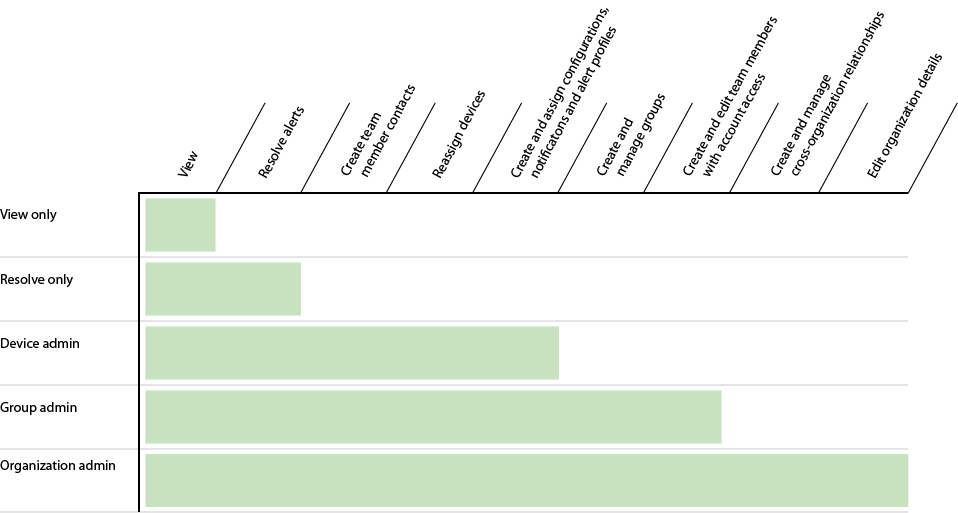 View
Resolve alerts
Create team
member contacts
Reassign devices
Create and assign configurations,
notificatons and alert profiles
Create and
manage groups
Create and edit team members
with account access
Create and manage
cross-organization relationships
Edit organization details
View only
Resolve only
Device admin
Group admin
Organization admin